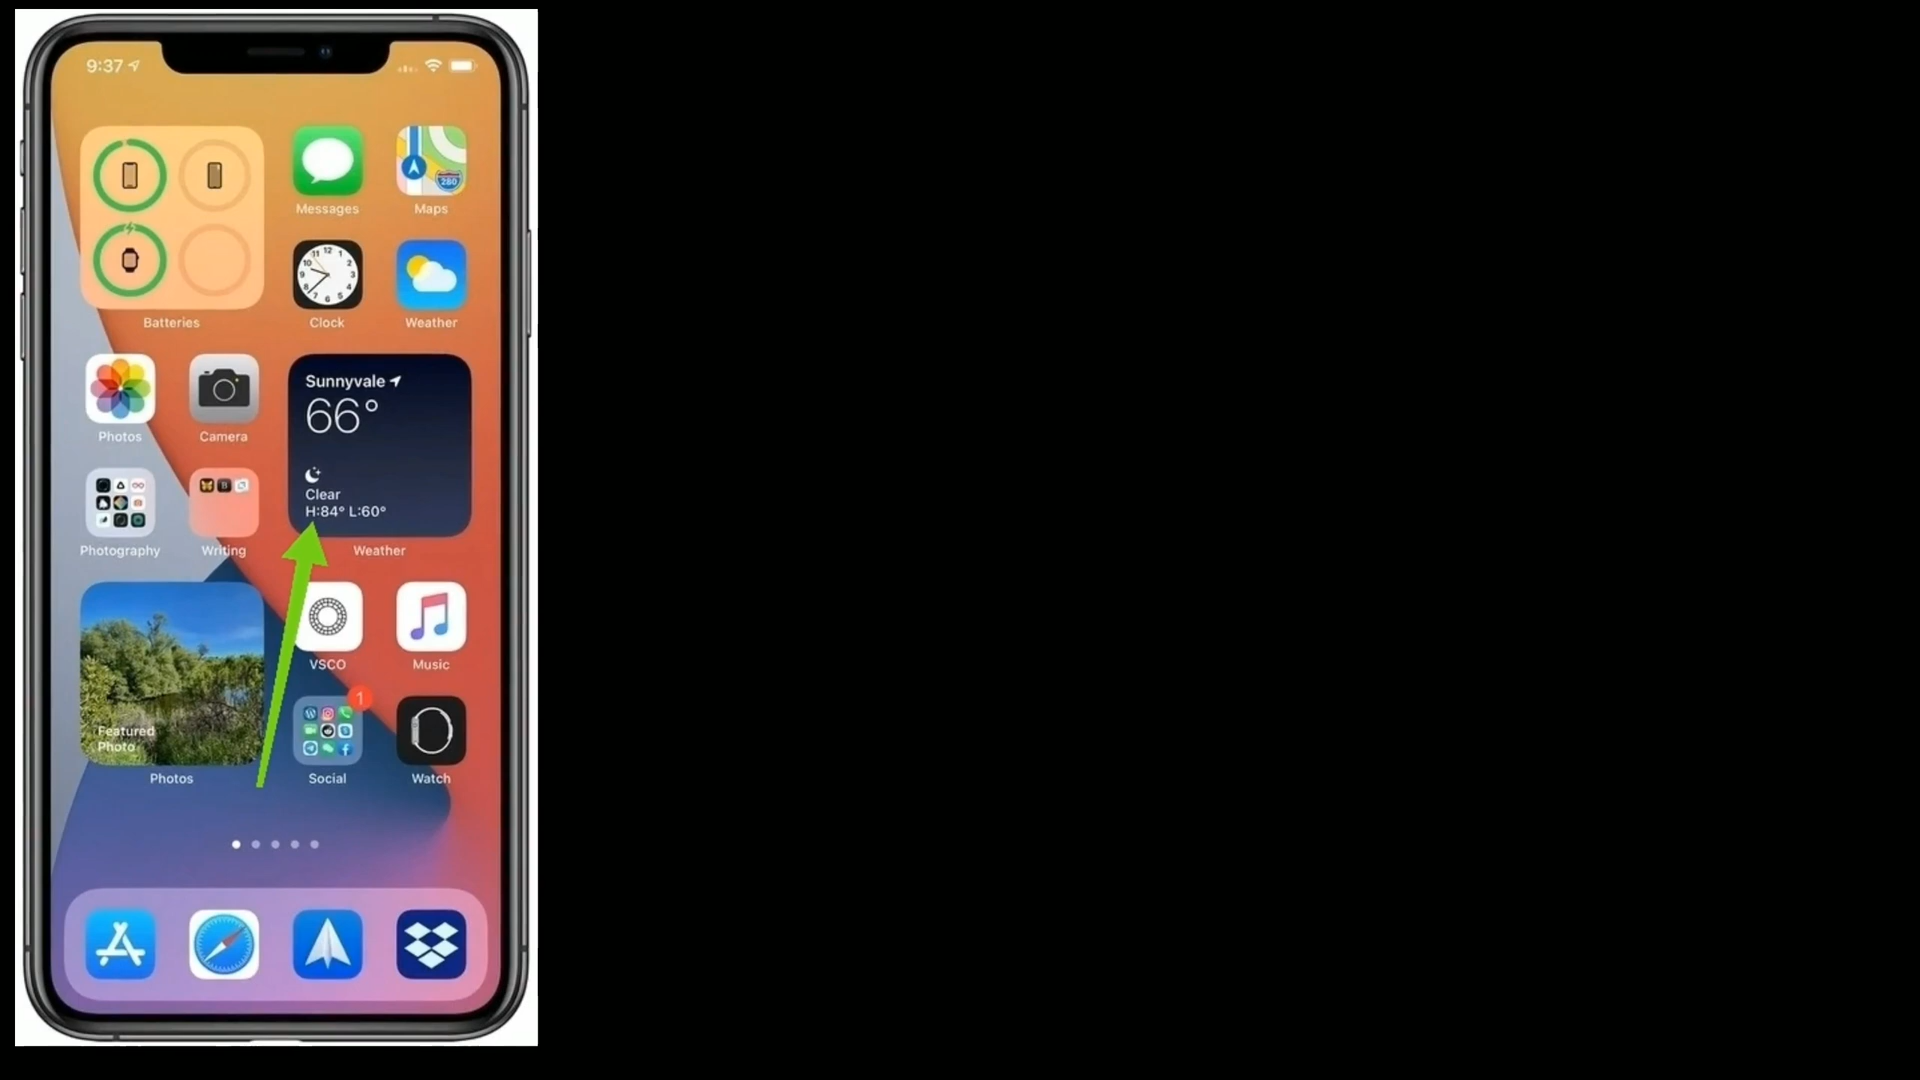 9:37
280
Messages
Maps
12
Batteries
Clock
Weather
Sunnyvale
66°
Clear
H:84° L:60°
Photos
Camera
Photography
Writing
Weather
VSCO
Music
1
Featured
Photo
Photos
Social
Watch